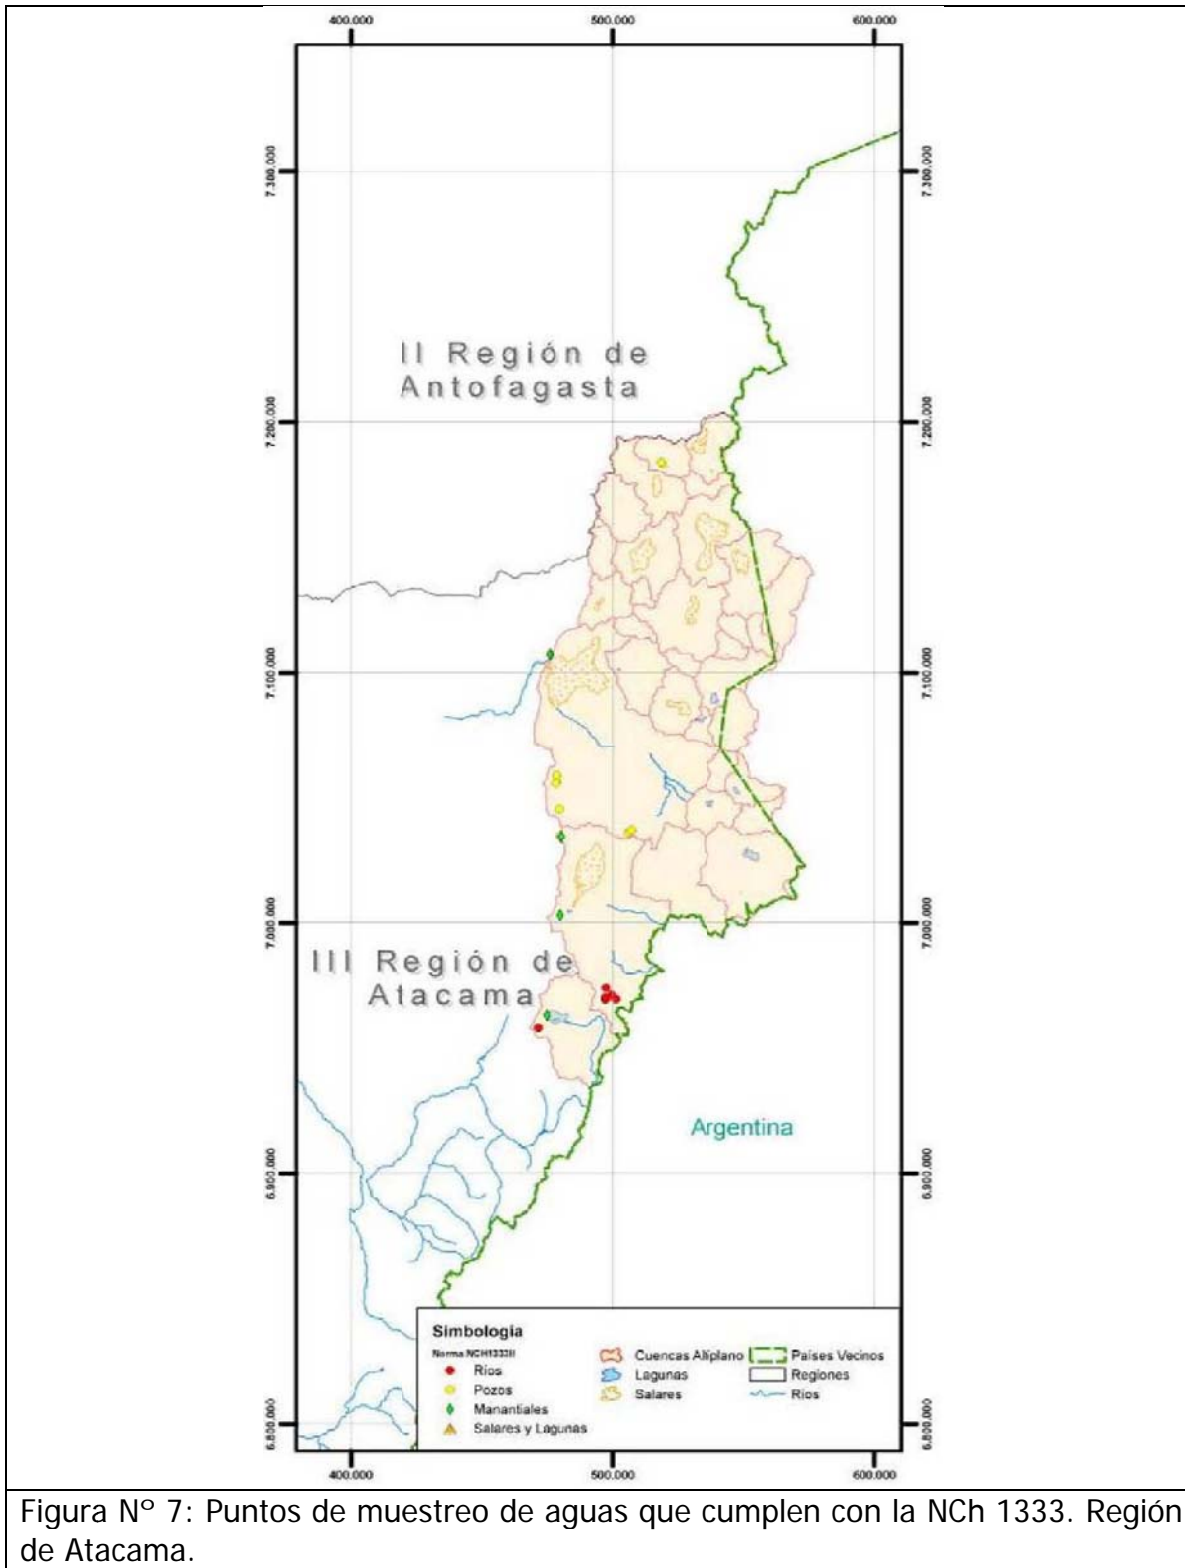 400.000 500.000 600.000
7.300.000 7.300.000
II Región de
Antofagasta
7.200.000 7.200.000
7.100.000 7.100.000
7.000.000 7.000.000
III Región de
Atacama
Argentina
6.900.000 6.900.000
Simbología
Norma NCH1333II
Ríos
Pozos
Manantiales
Salares y Lagunas
Cuencas Altiplano
Lagunas
Salares
Países Vecinos
Regiones
Ríos
6.800.000 6.800.000
400.000 500.000 600.000
Figura Nº 7: Puntos de muestreo de aguas que cumplen con la NCh 1333. Región
de Atacama.